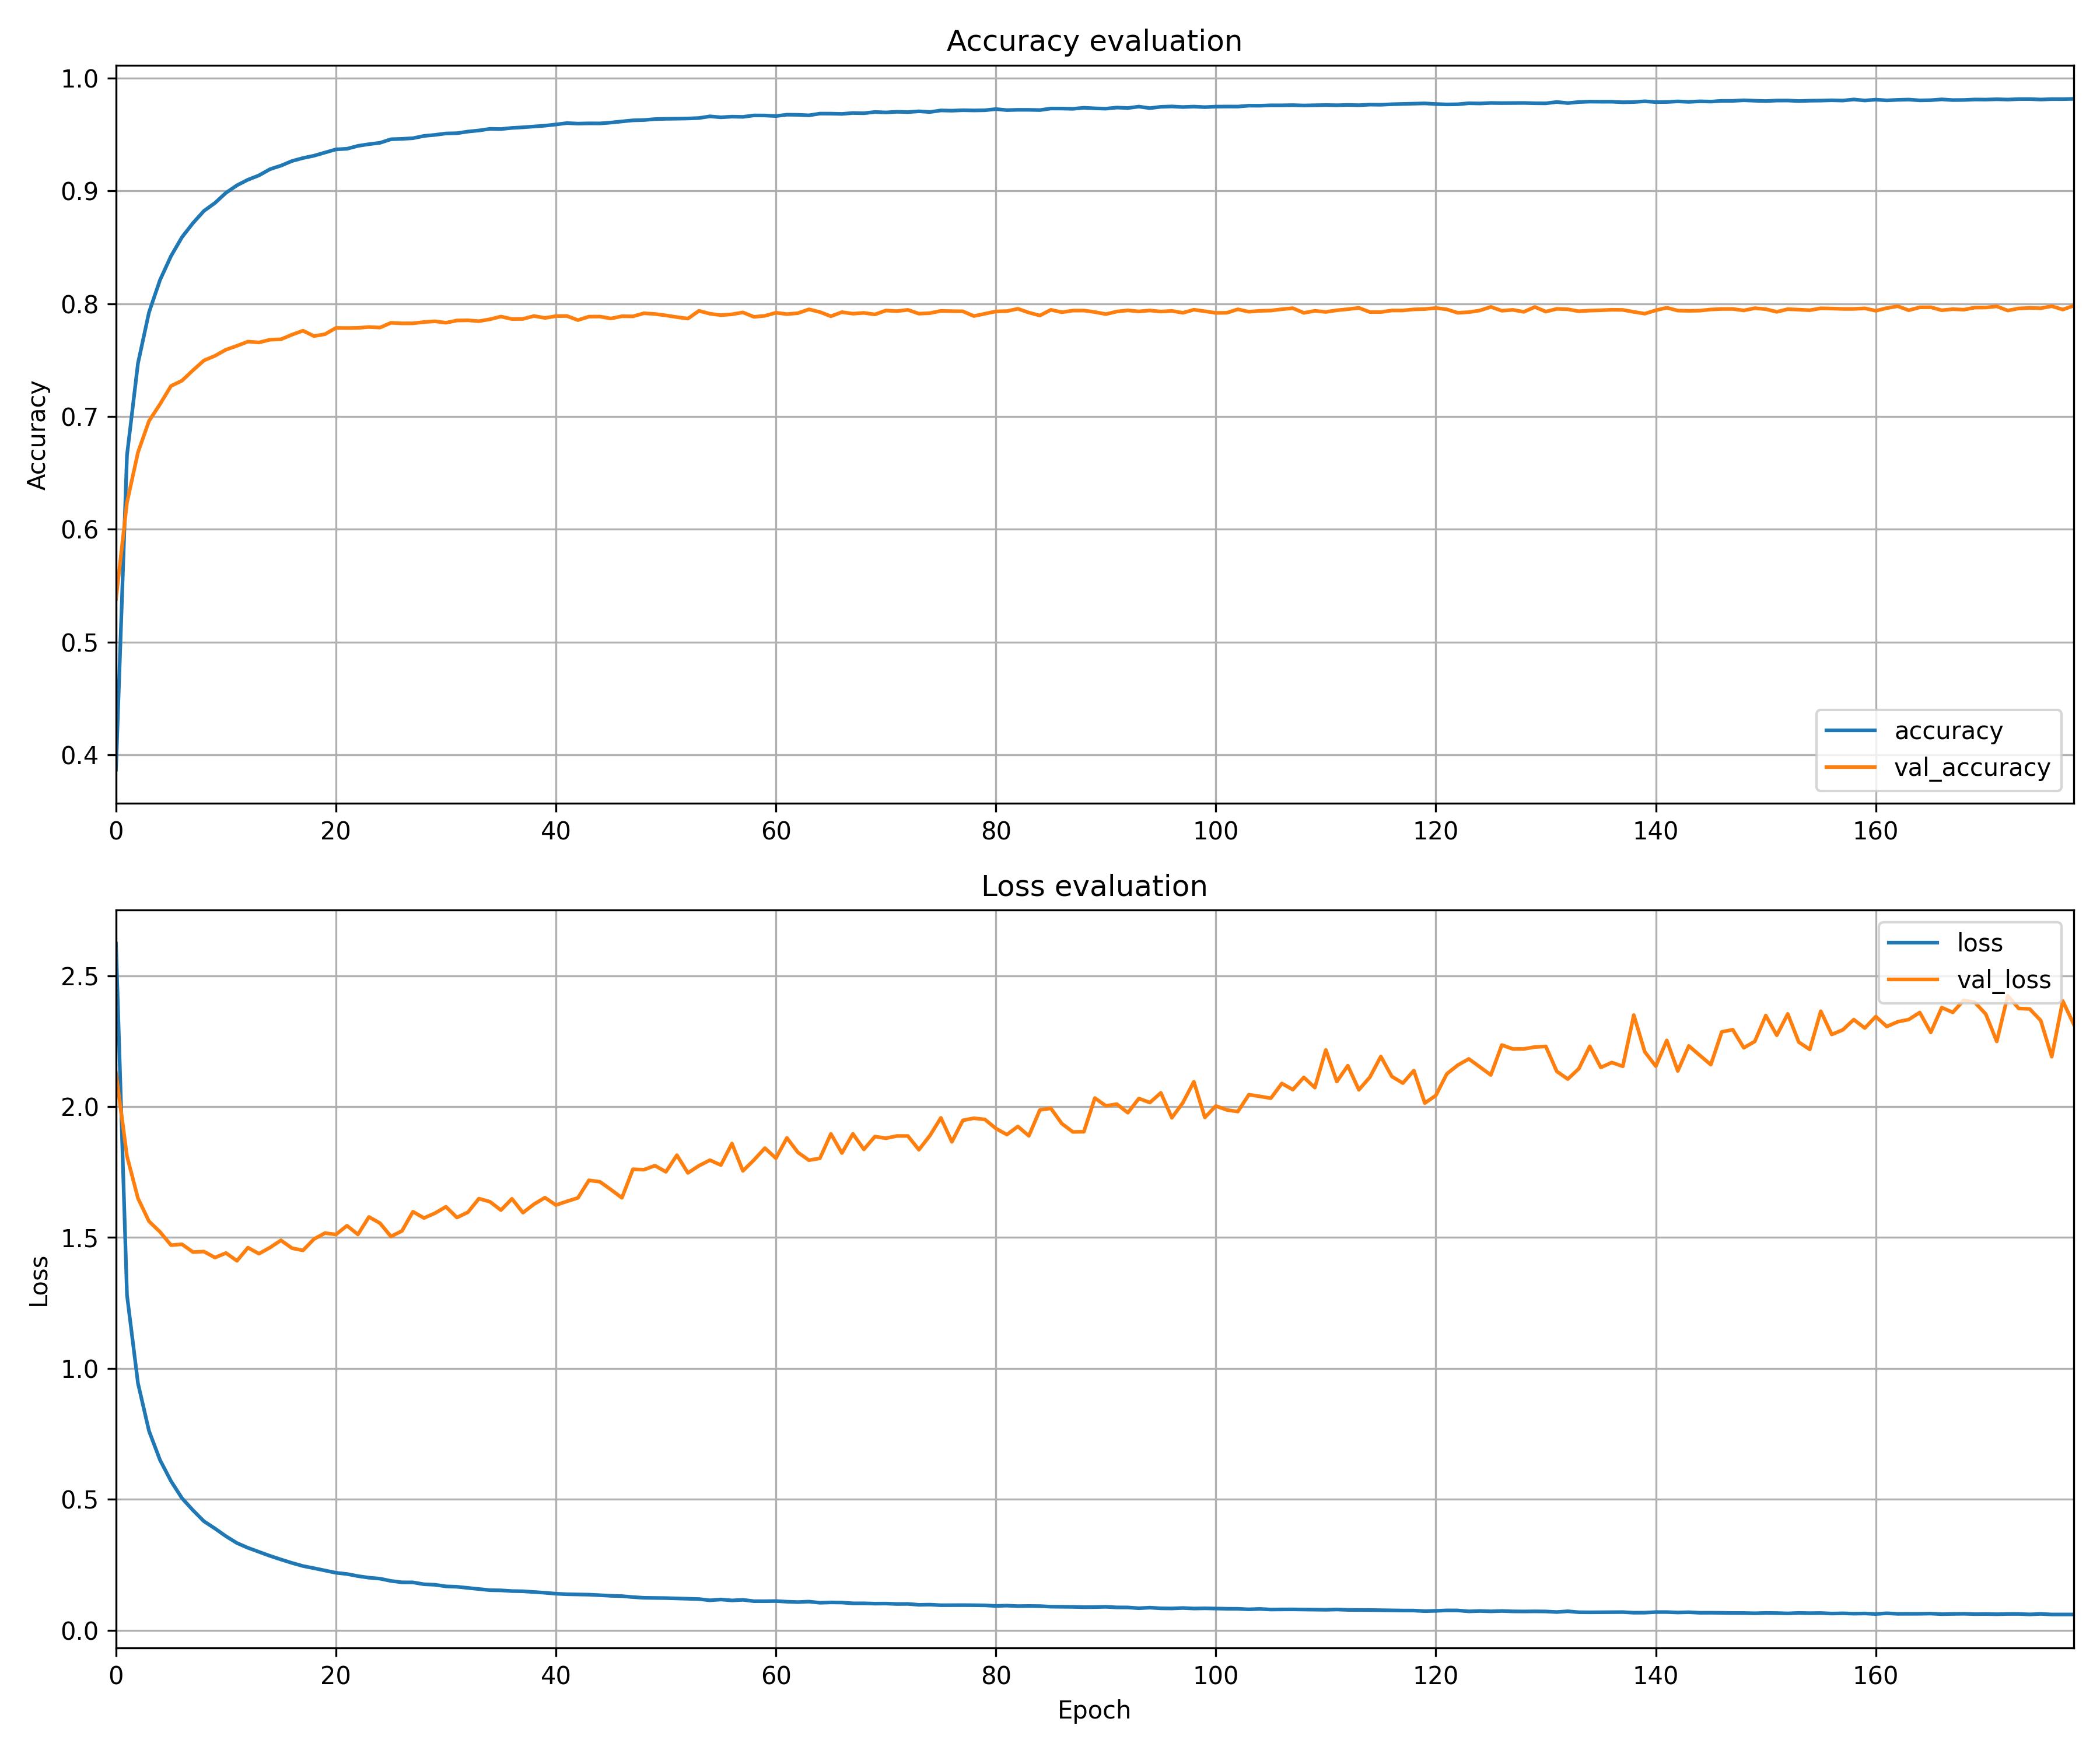 Accuracy evaluation
1.0
0.9
0.8
0.7
0.6
0.5
0.4
Accuracy
accuracy
val_accuracy
0 20 40 60 80 100 120 140 160
Loss evaluation
2.5
2.0
1.5
1.0
0.5
0.0
Loss
loss
val_loss
0 20 40 60 80 100 120 140 160
Epoch